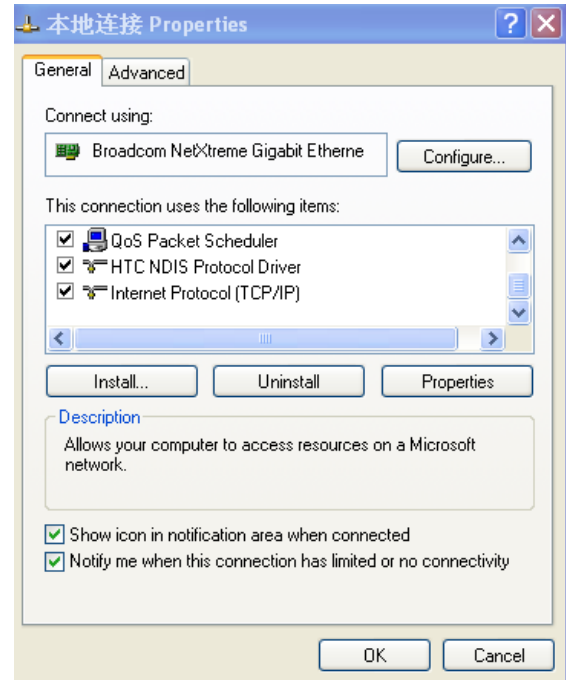 本地连接 Properties
General
Advanced
Connect using:
Broadcom NetXtreme Gigabit Etherne
Configure...
This connection uses the following items:
QoS Packet Scheduler
HTC NDIS Protocol Driver
Internet Protocol (TCP/IP)
Install...
Uninstall
Properties
Description
Allows your computer to access resources on a Microsoft
network.
Show icon in notification area when connected
Notify me when this connection has limited or no connectivity
OK
Cancel